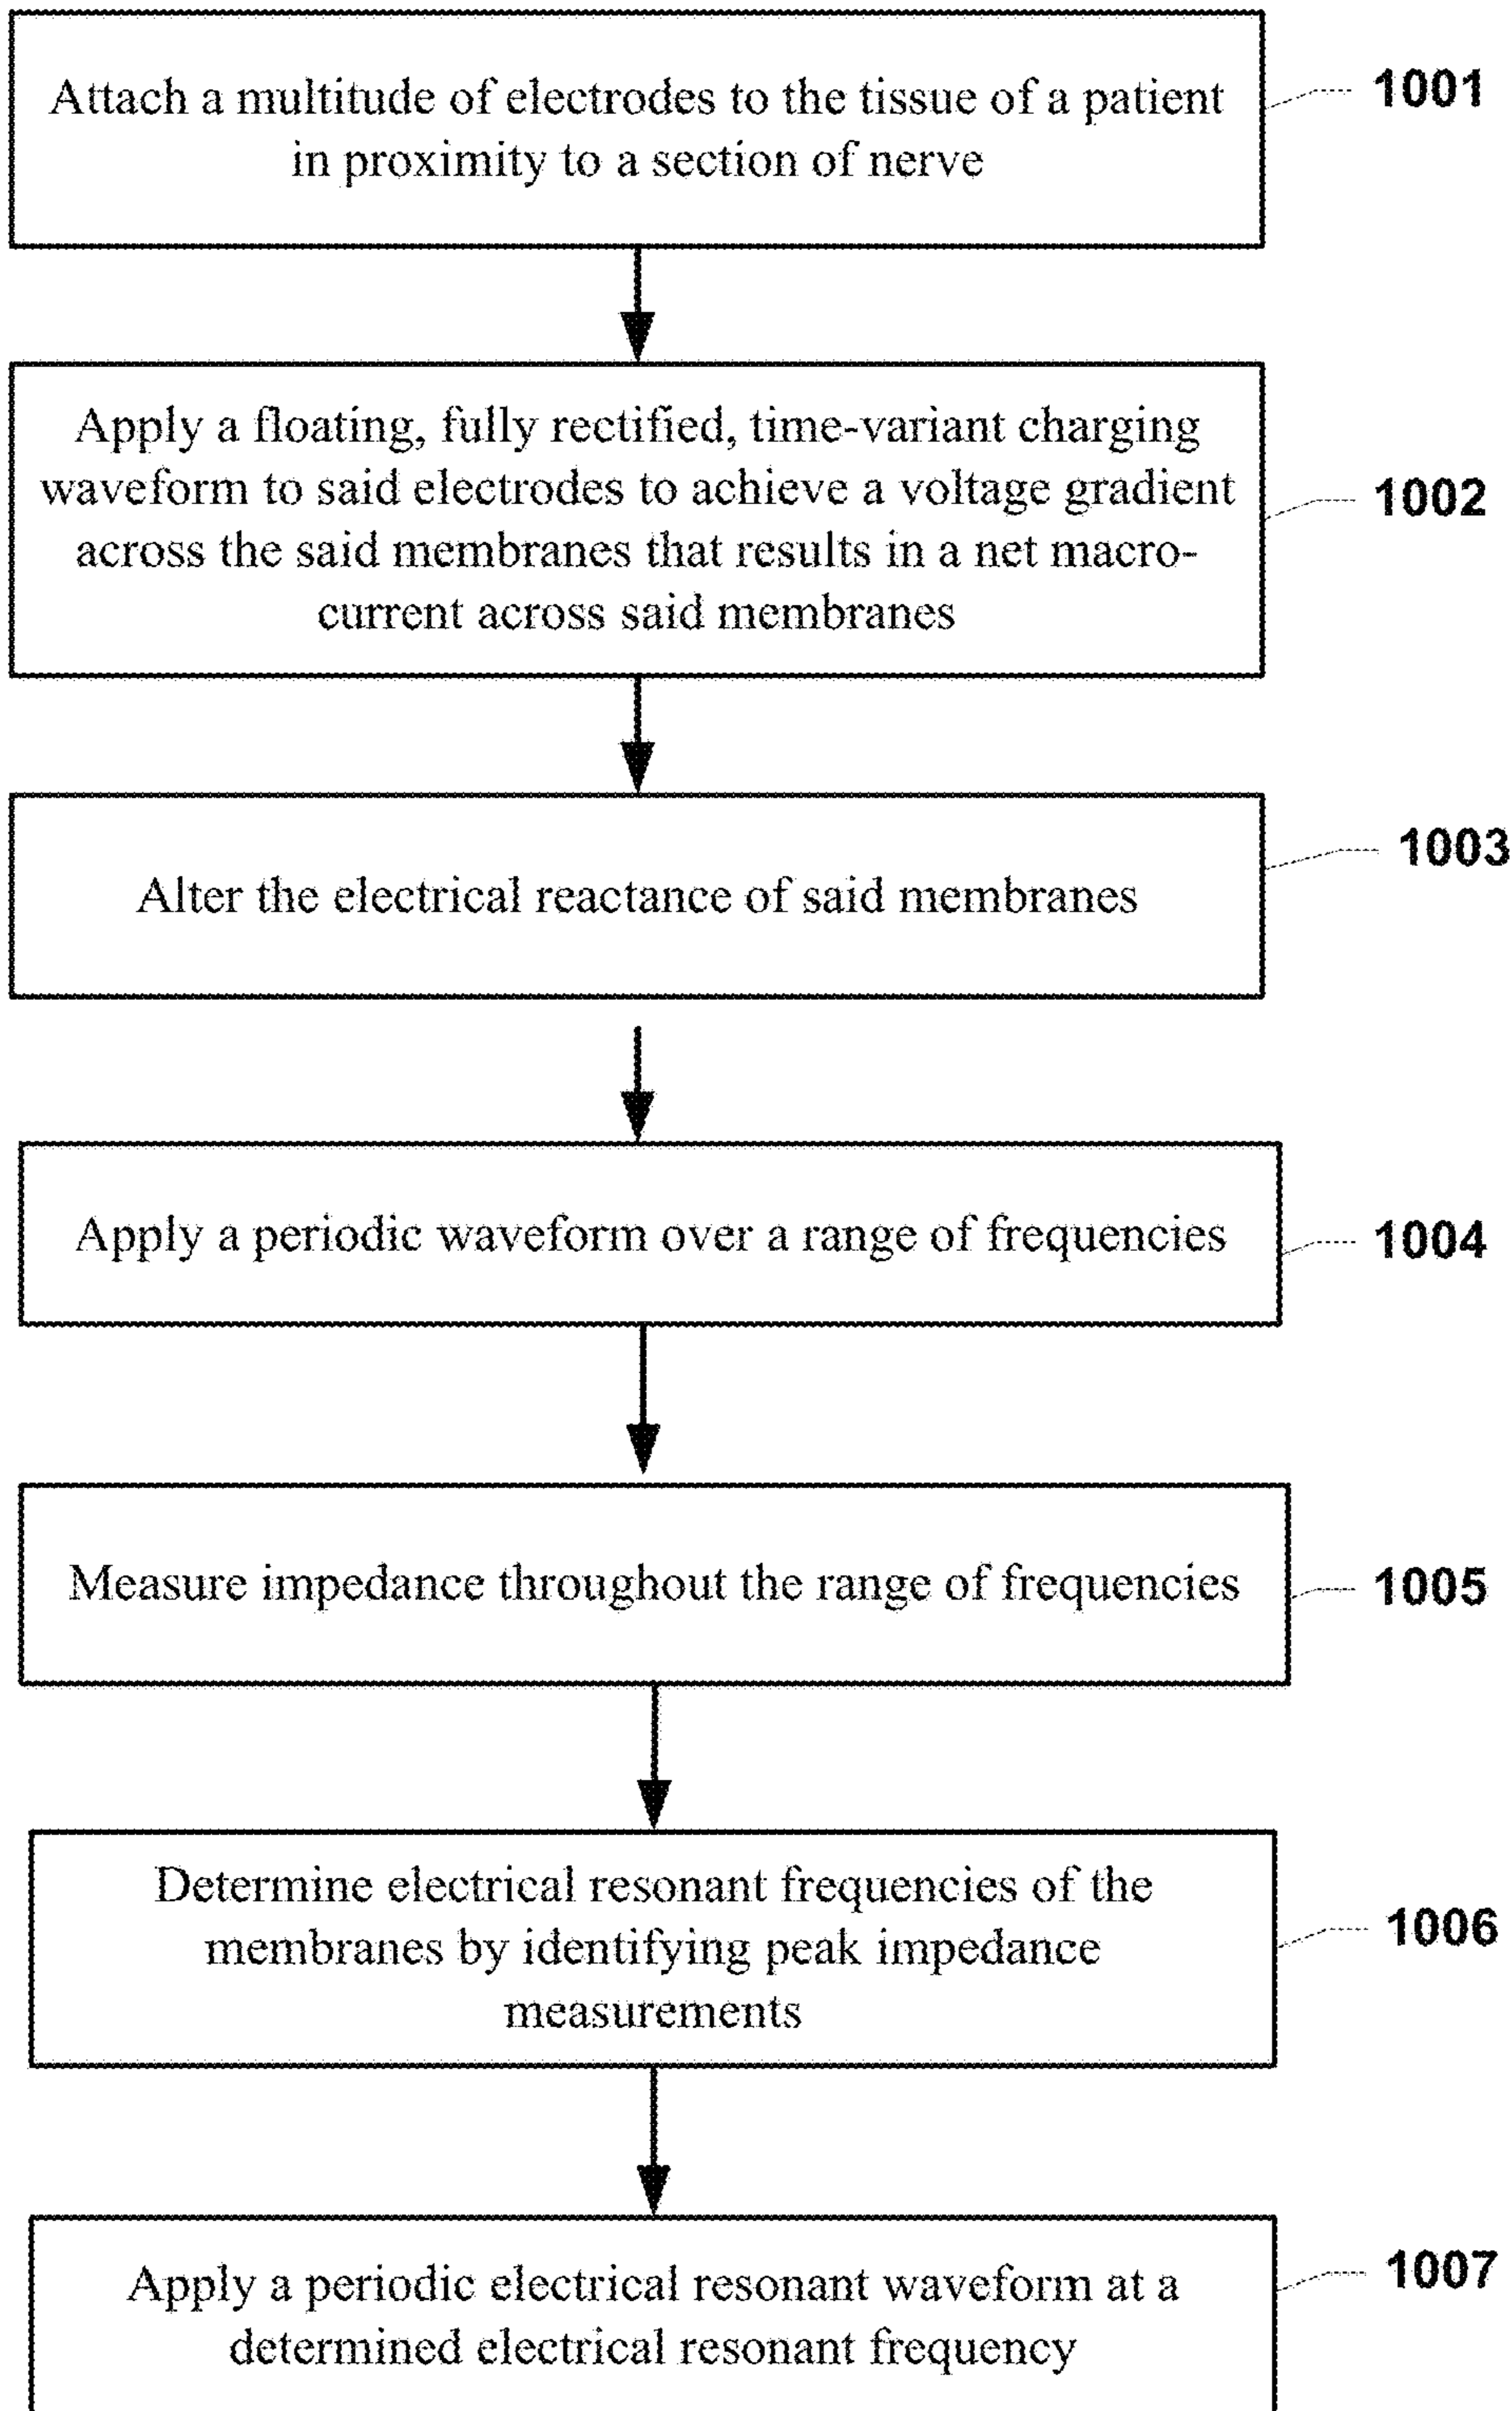 Attach a multitude of electrodes to the tissue of a patient
in proximity to a section of nerve
1001
Apply a floating, fully rectified, time-variant charging
waveform to said electrodes to achieve a voltage gradient
across the said membranes that results in a net macro-
current across said membranes
1002
Alter the electrical reactance of said membranes
1003
Apply a periodic waveform over a range of frequencies
1004
Measure impedance throughout the range of frequencies
1005
Determine electrical resonant frequencies of the
membranes by identifying peak impedance
measurements
1006
Apply a periodic electrical resonant waveform at a
determined electrical resonant frequency
1007